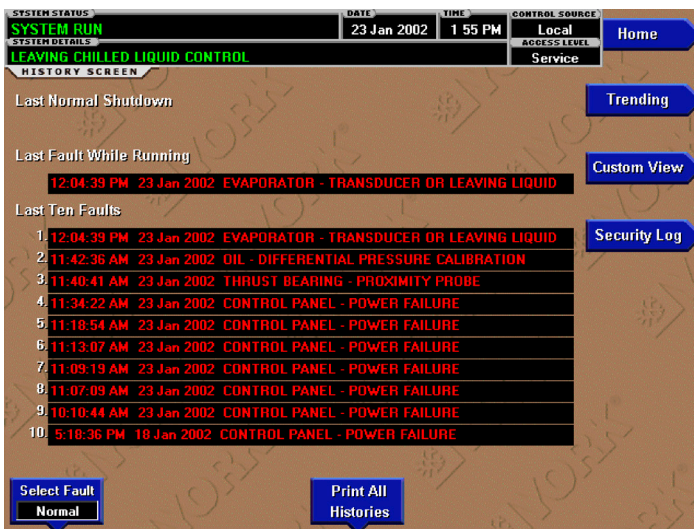 SYSTEM STATUS
SYSTEM RUN
DATE
23 Jan 2002
TIME
1 55 PM
CONTROL SOURCE
Local
Home
SYSTEM DETAILS
LEAVING CHILLED LIQUID CONTROL
ACCESS LEVEL
Service
HISTORY SCREEN
Last Normal Shutdown
Trending
Last Fault While Running
Custom View
12:04:39 PM 23 Jan 2002 EVAPORATOR - TRANSDUCER OR LEAVING LIQUID
Last Ten Faults
Security Log
1. 12:04:39 PM 23 Jan 2002 EVAPORATOR - TRANSDUCER OR LEAVING LIQUID
2. 11:42:36 AM 23 Jan 2002 OIL - DIFFERENTIAL PRESSURE CALIBRATION
3. 11:40:41 AM 23 Jan 2002 THRUST BEARING - PROXIMITY PROBE
4. 11:34:22 AM 23 Jan 2002 CONTROL PANEL - POWER FAILURE
5. 11:18:54 AM 23 Jan 2002 CONTROL PANEL - POWER FAILURE
6. 11:13:07 AM 23 Jan 2002 CONTROL PANEL - POWER FAILURE
7. 11:09:19 AM 23 Jan 2002 CONTROL PANEL - POWER FAILURE
8. 11:07:09 AM 23 Jan 2002 CONTROL PANEL - POWER FAILURE
9. 10:10:44 AM 23 Jan 2002 CONTROL PANEL - POWER FAILURE
10. 5:18:36 PM 18 Jan 2002 CONTROL PANEL - POWER FAILURE
Select Fault
Normal
Print All
Histories
YORK